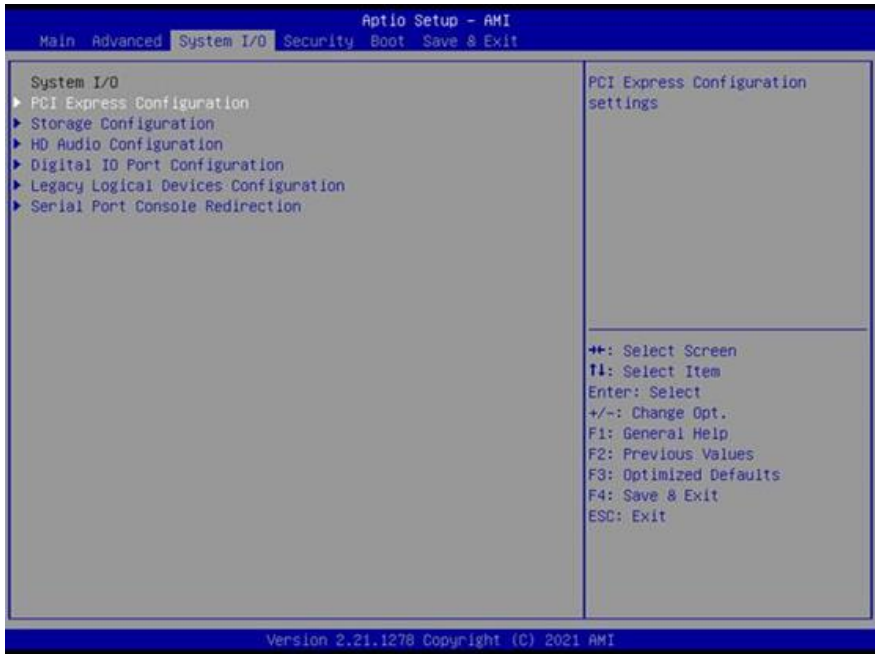 Aptio Setup - AMI
Main Advanced System I/O Security Boot Save & Exit
System I/O
PCI Express Configuration
Storage Configuration
HD Audio Configuration
Digital IO Port Configuration
Legacy Logical Devices Configuration
Serial Port Console Redirection
PCI Express Configuration
settings
→←: Select Screen
↑↓: Select Item
Enter: Select
+/-: Change Opt.
F1: General Help
F2: Previous Values
F3: Optimized Defaults
F4: Save & Exit
ESC: Exit
Version 2.21.1278 Copyright (C) 2021 AMI